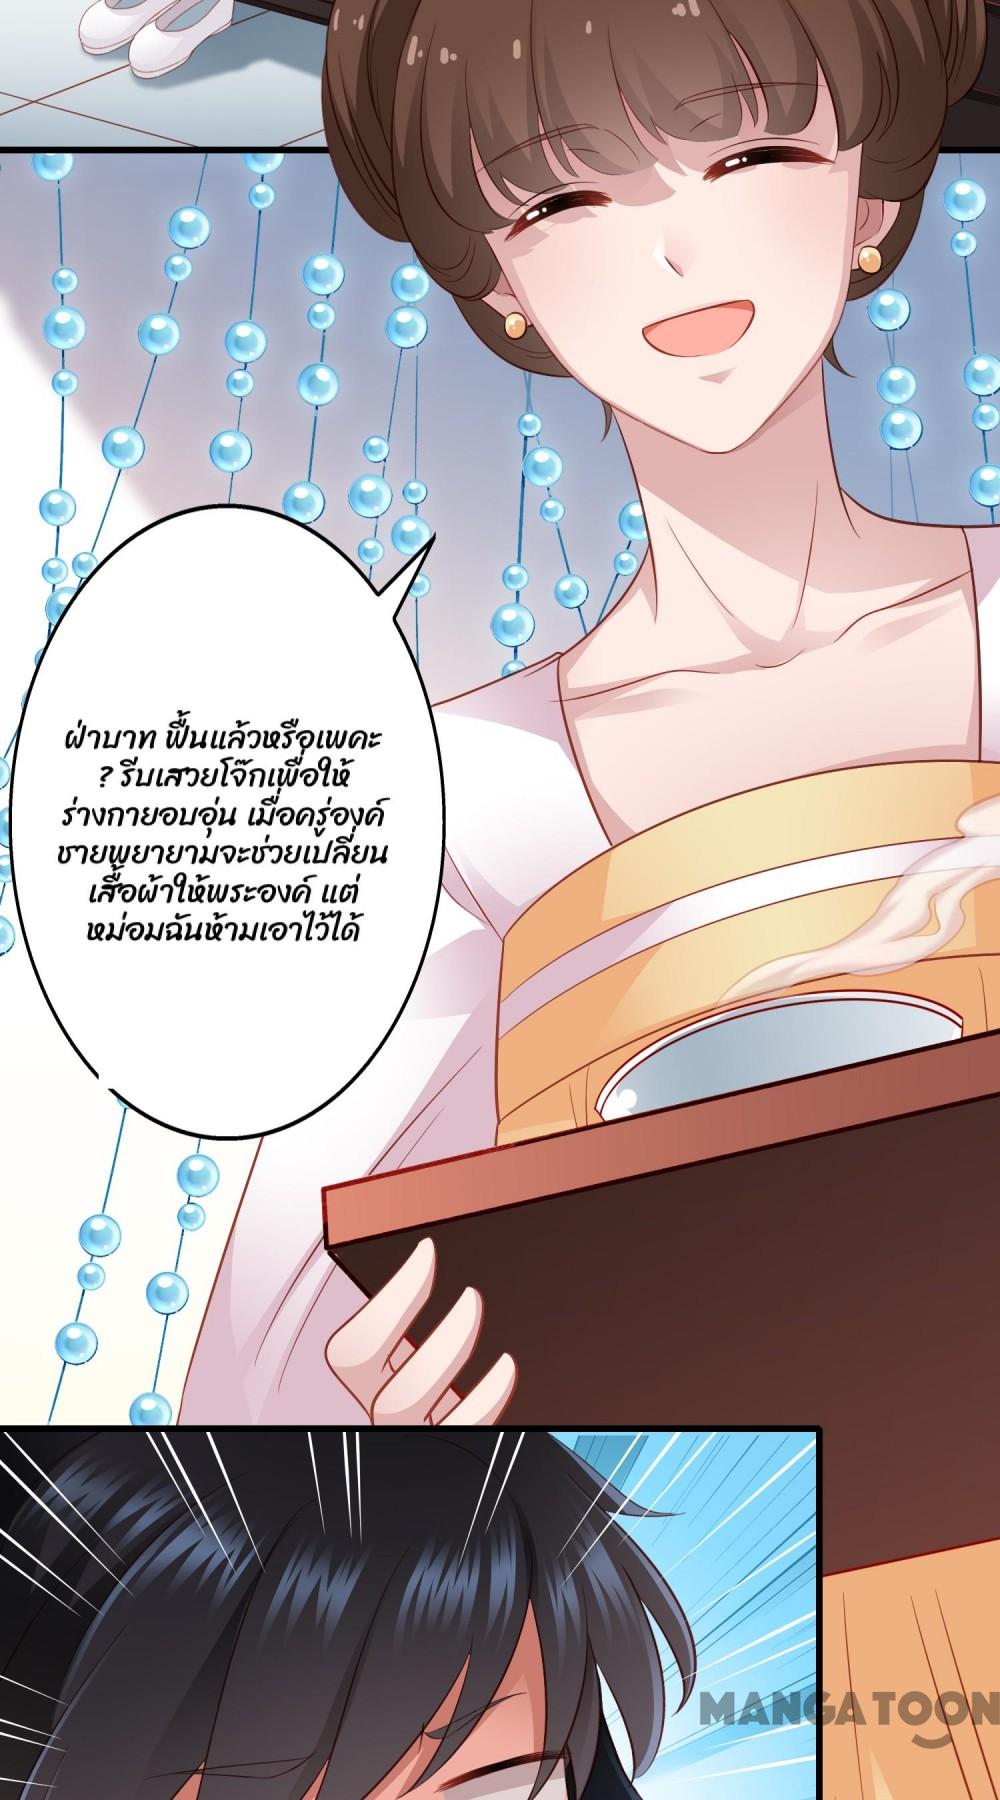 ฝ่าบาท ฟื้นแล้วหรือเพคะ
? รีบเสวยโจ๊กเพื่อให้
ร่างกายอบอุ่น เมื่อครู่องค์
ชายพยายามจะช่วยเปลี่ยน
เสื้อผ้าให้พระองค์ แต่
หม่อมฉันห้ามเอาไว้ได้
MANGATOON